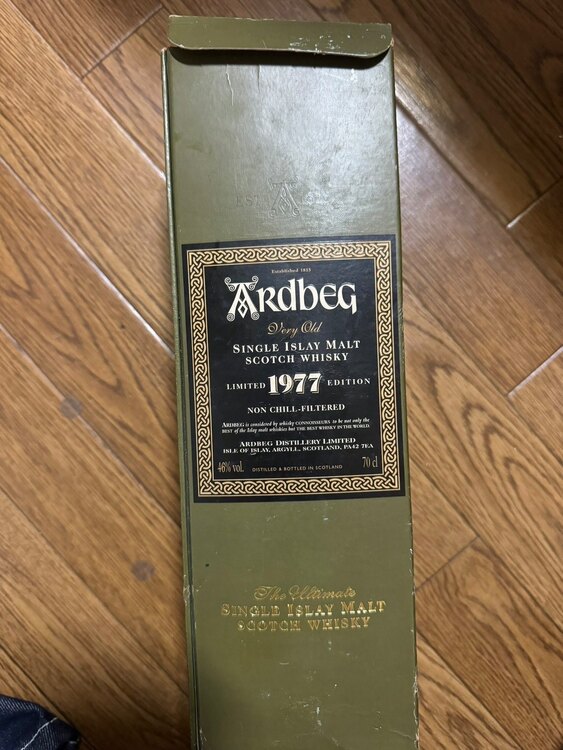 Established 1815
ARDBEG
Very Old
SINGLE ISLAY MALT
SCOTCH WHISKY
LIMITED 1977 EDITION
NON CHILL-FILTERED
ARDBEG is considered by whisky CONNOISSEURS to be not only the
BEST of the Islay malt whiskies but THE BEST WHISKY IN THE WORLD.
ARDBEG DISTILLERY LIMITED
ISLE OF ISLAY, ARGYLL, SCOTLAND, PA42 7EA
46% vol. DISTILLED & BOTTLED IN SCOTLAND 70 cl
The Ultimate
SINGLE ISLAY MALT
SCOTCH WHISKY